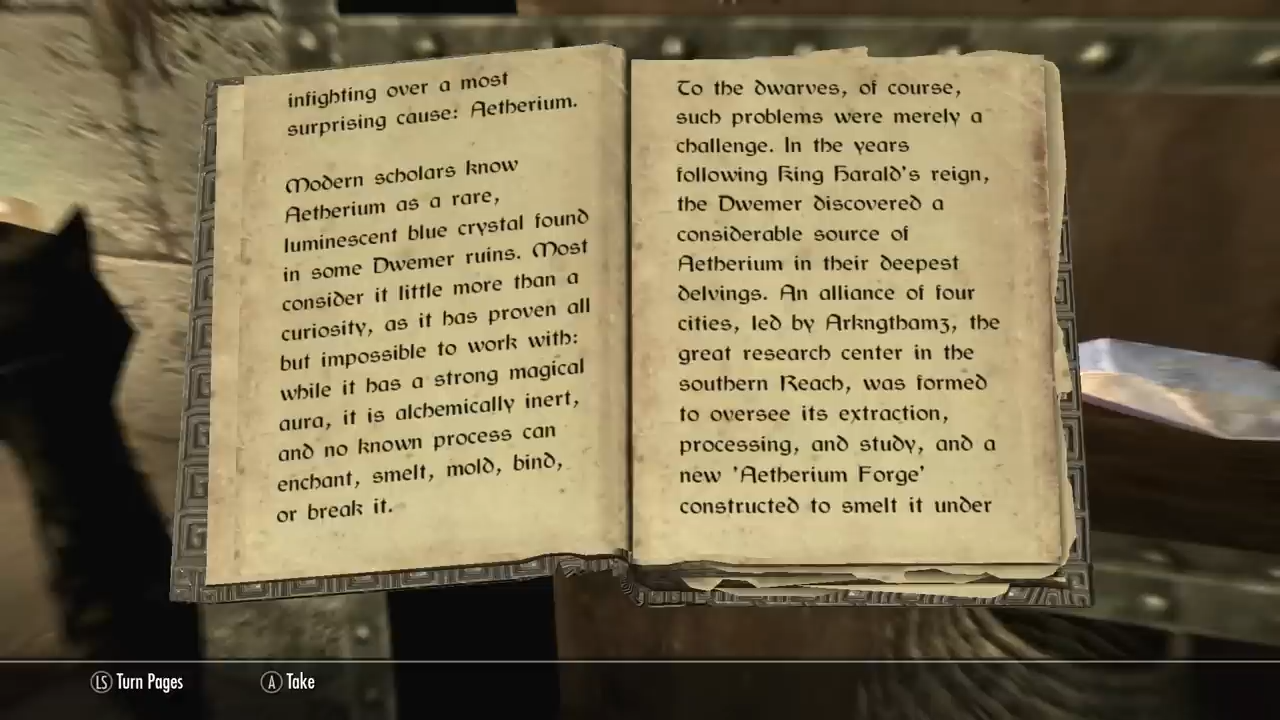 infighting over a most
surprising cause: Aetherium.
Modern scholars know
Aetherium as a rare,
luminescent blue crystal found
in some Dwemer ruins. Most
consider it little more than a
curiosity, as it has proven all
but impossible to work with:
while it has a strong magical
aura, it is alchemically inert,
and no known process can
enchant, smelt, mold, bind,
or break it.
To the dwarves, of course,
such problems were merely a
challenge. In the years
following King Harald's reign,
the Dwemer discovered a
considerable source of
Aetherium in their deepest
delvings. An alliance of four
cities, led by Arkngthamz, the
great research center in the
southern Reach, was formed
to oversee its extraction,
processing, and study, and a
new 'Aetherium Forge'
constructed to smelt it under
LS Turn Pages
A Take